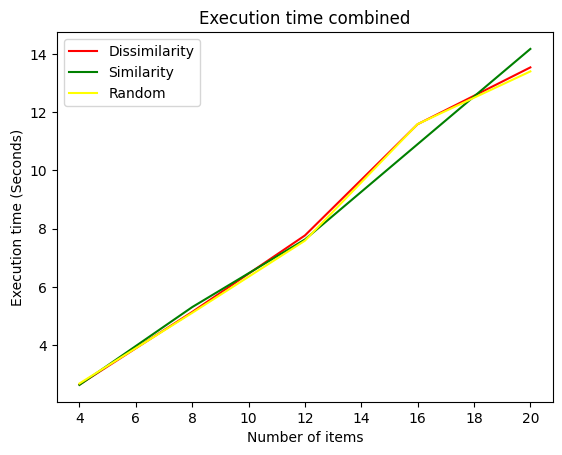 Execution time combined
Dissimilarity
Similarity
Random
Execution time (Seconds)
14
12
10
8
6
4
4 6 8 10 12 14 16 18 20
Number of items